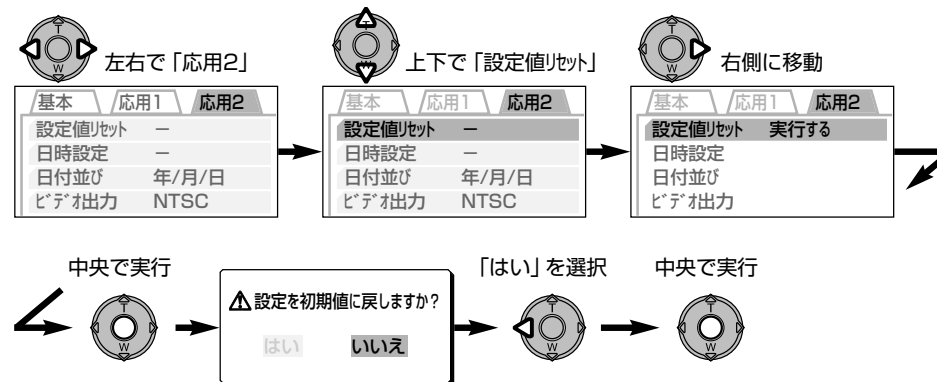 左右で「応用2」
基本 応用1 応用2
設定値ﾘｾｯﾄ －
日時設定 －
日付並び 年/月/日
ﾋﾞﾃﾞｵ出力 NTSC
上下で「設定値ﾘｾｯﾄ」
基本 応用1 応用2
設定値ﾘｾｯﾄ －
日時設定 －
日付並び 年/月/日
ﾋﾞﾃﾞｵ出力 NTSC
右側に移動
基本 応用1 応用2
設定値ﾘｾｯﾄ 実行する
日時設定
日付並び
ﾋﾞﾃﾞｵ出力
中央で実行
T
W
設定を初期値に戻しますか?
はい いいえ
「はい」を選択
T
W
中央で実行
T
W